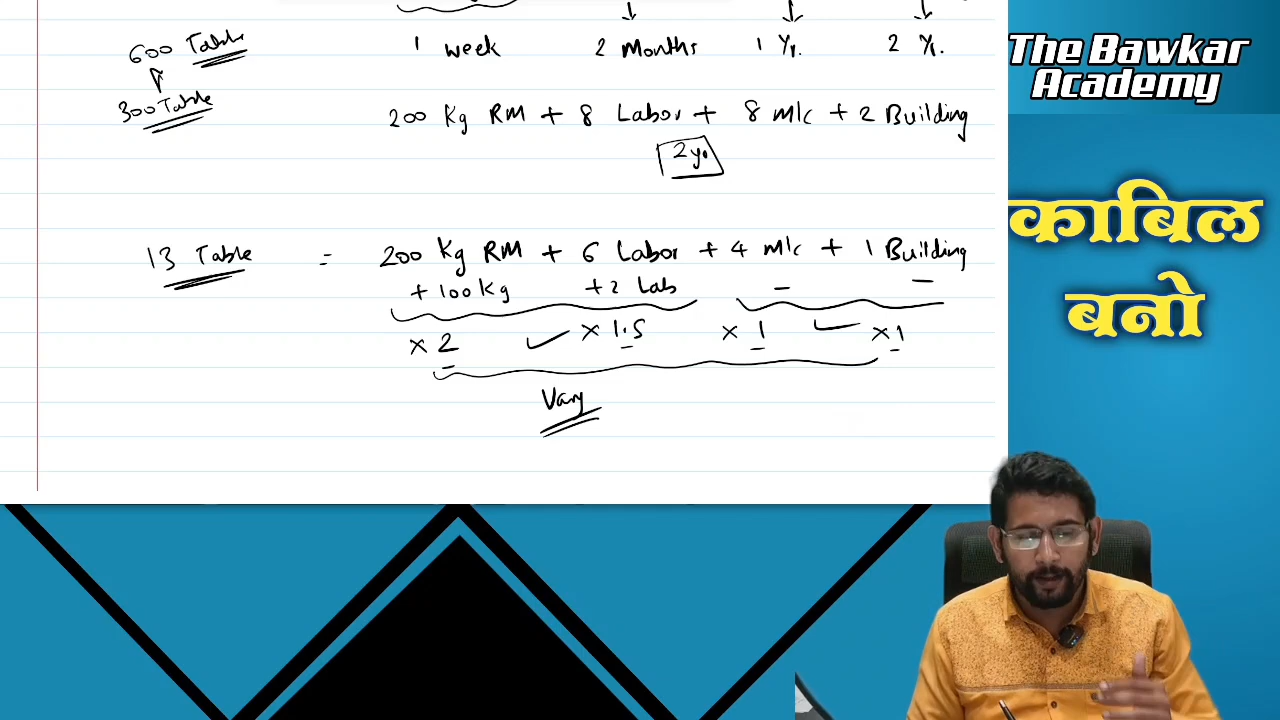 600 Table
300 Table
1 week 2 Months 1 Yr. 2 Yr.
200 Kg RM + 8 Labor + 8 M/c + 2 Building
2 yr.
13 Table = 200 Kg RM + 6 Labor + 4 M/c + 1 Building
+ 100 Kg + 2 Lab – –
× 2 × 1.5 × 1 × 1
Vary
The Bawkar
Academy
काबिल
बनो